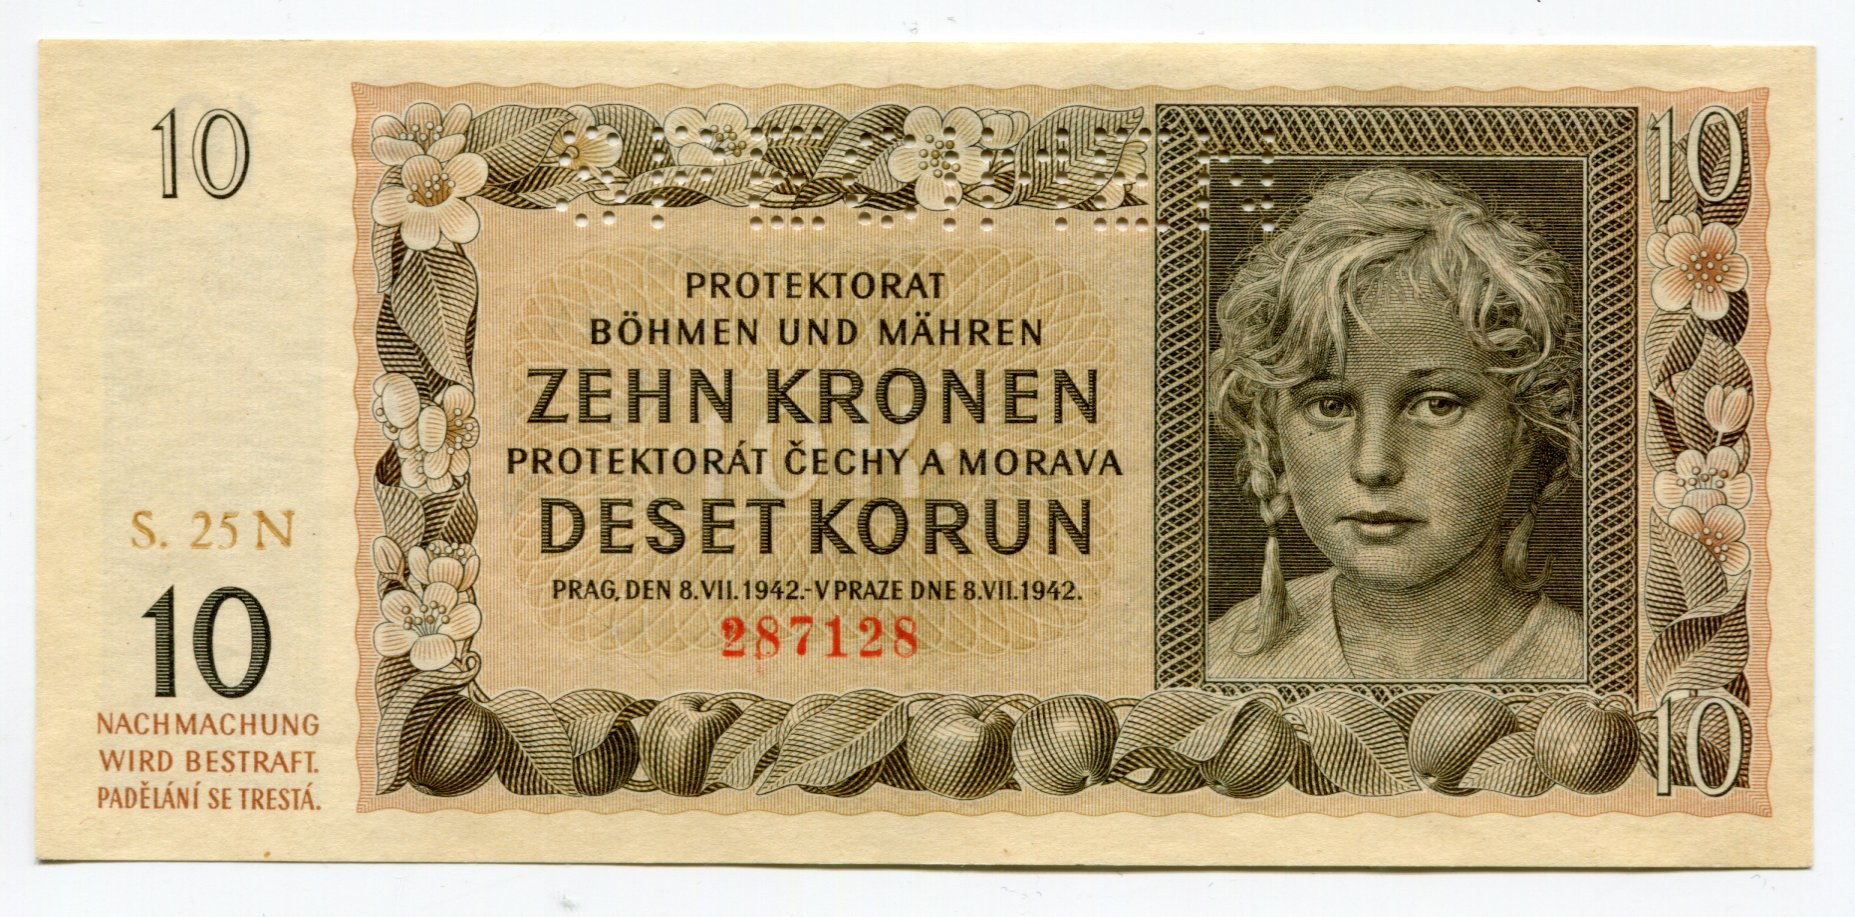 10
SPECIMEN
10
PROTEKTORAT
BÖHMEN UND MÄHREN
ZEHN KRONEN
PROTEKTORÁT ČECHY A MORAVA
DESET KORUN
PRAG, DEN 8.VII.1942.-V PRAZE DNE 8.VII.1942.
287128
S. 25 N
10
NACHMACHUNG
WIRD BESTRAFT.
PADĚLÁNÍ SE TRESTÁ.
10